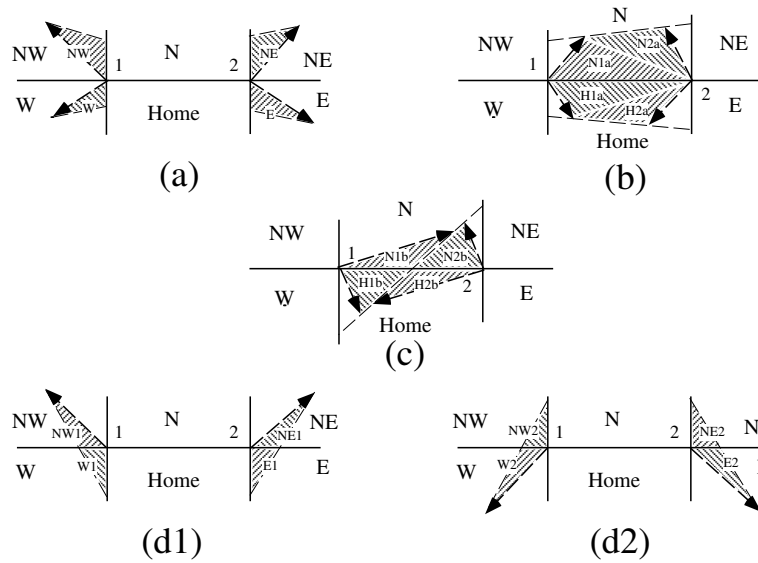 N N
NW NW NE 1 2 NE NW N2a NE
N1a
1
W W E E W H1a 2 E
Home H2a
Home
(a) (b)
N
NW 1 N1b N2b NE
W H1b H2b 2 E
Home
(c)
NW N NE NW N N
NW1 1 2 NE1 NW2 1 2 NE2
W W1 E1 E W W2 E2
Home Home
(d1) (d2)